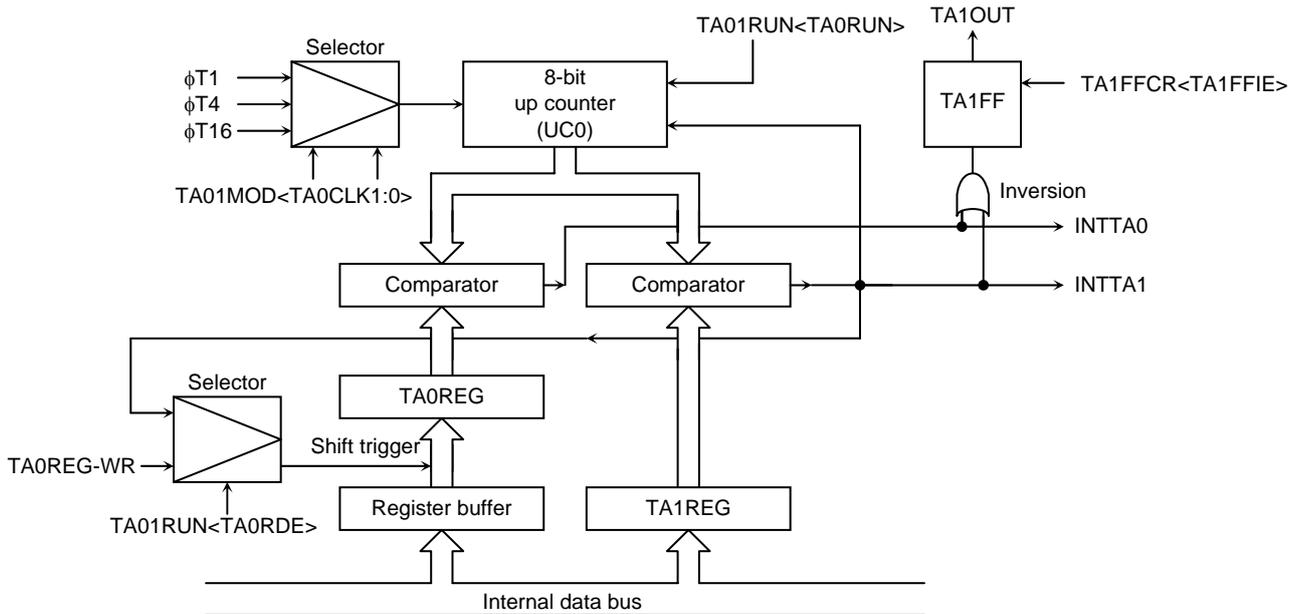 TA1OUT
TA01RUN<TA0RUN>
Selector
ϕT1
ϕT4
ϕT16
8-bit
up counter
(UC0)
TA1FF
TA1FFCR<TA1FFIE>
TA01MOD<TA0CLK1:0>
Inversion
INTTA0
Comparator
Comparator
INTTA1
Selector
TA0REG
Shift trigger
TA0REG-WR
Register buffer
TA1REG
TA01RUN<TA0RDE>
Internal data bus